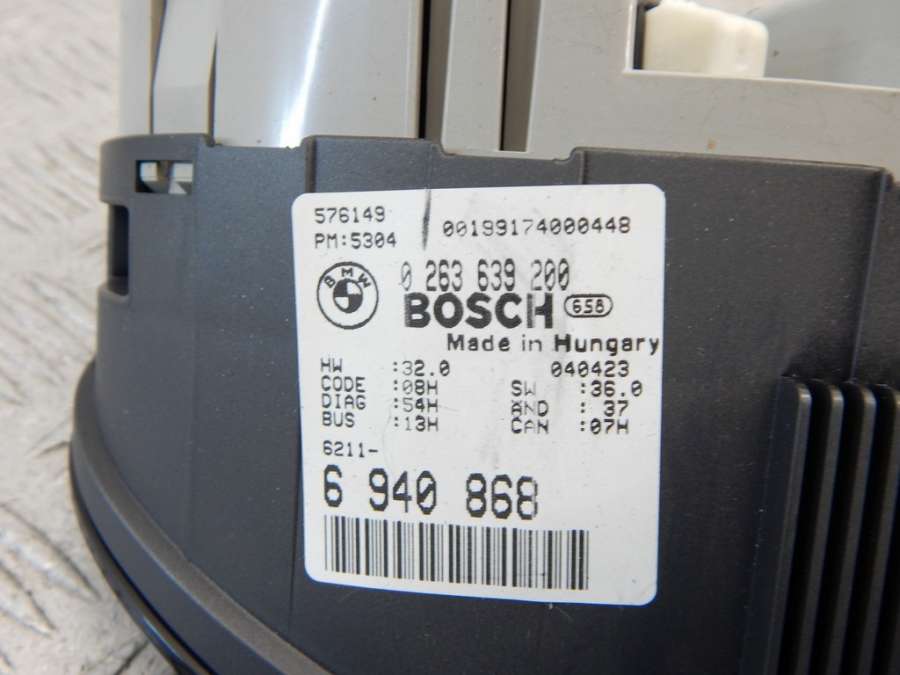 576149
PM:5304
00199174000448
BMW
0 263 639 200
BOSCH 658
Made in Hungary
HW :32.0 040423
CODE :08H SW :36.0
DIAG :54H AND : 37
BUS :13H CAN :07H
6211-
6 940 868